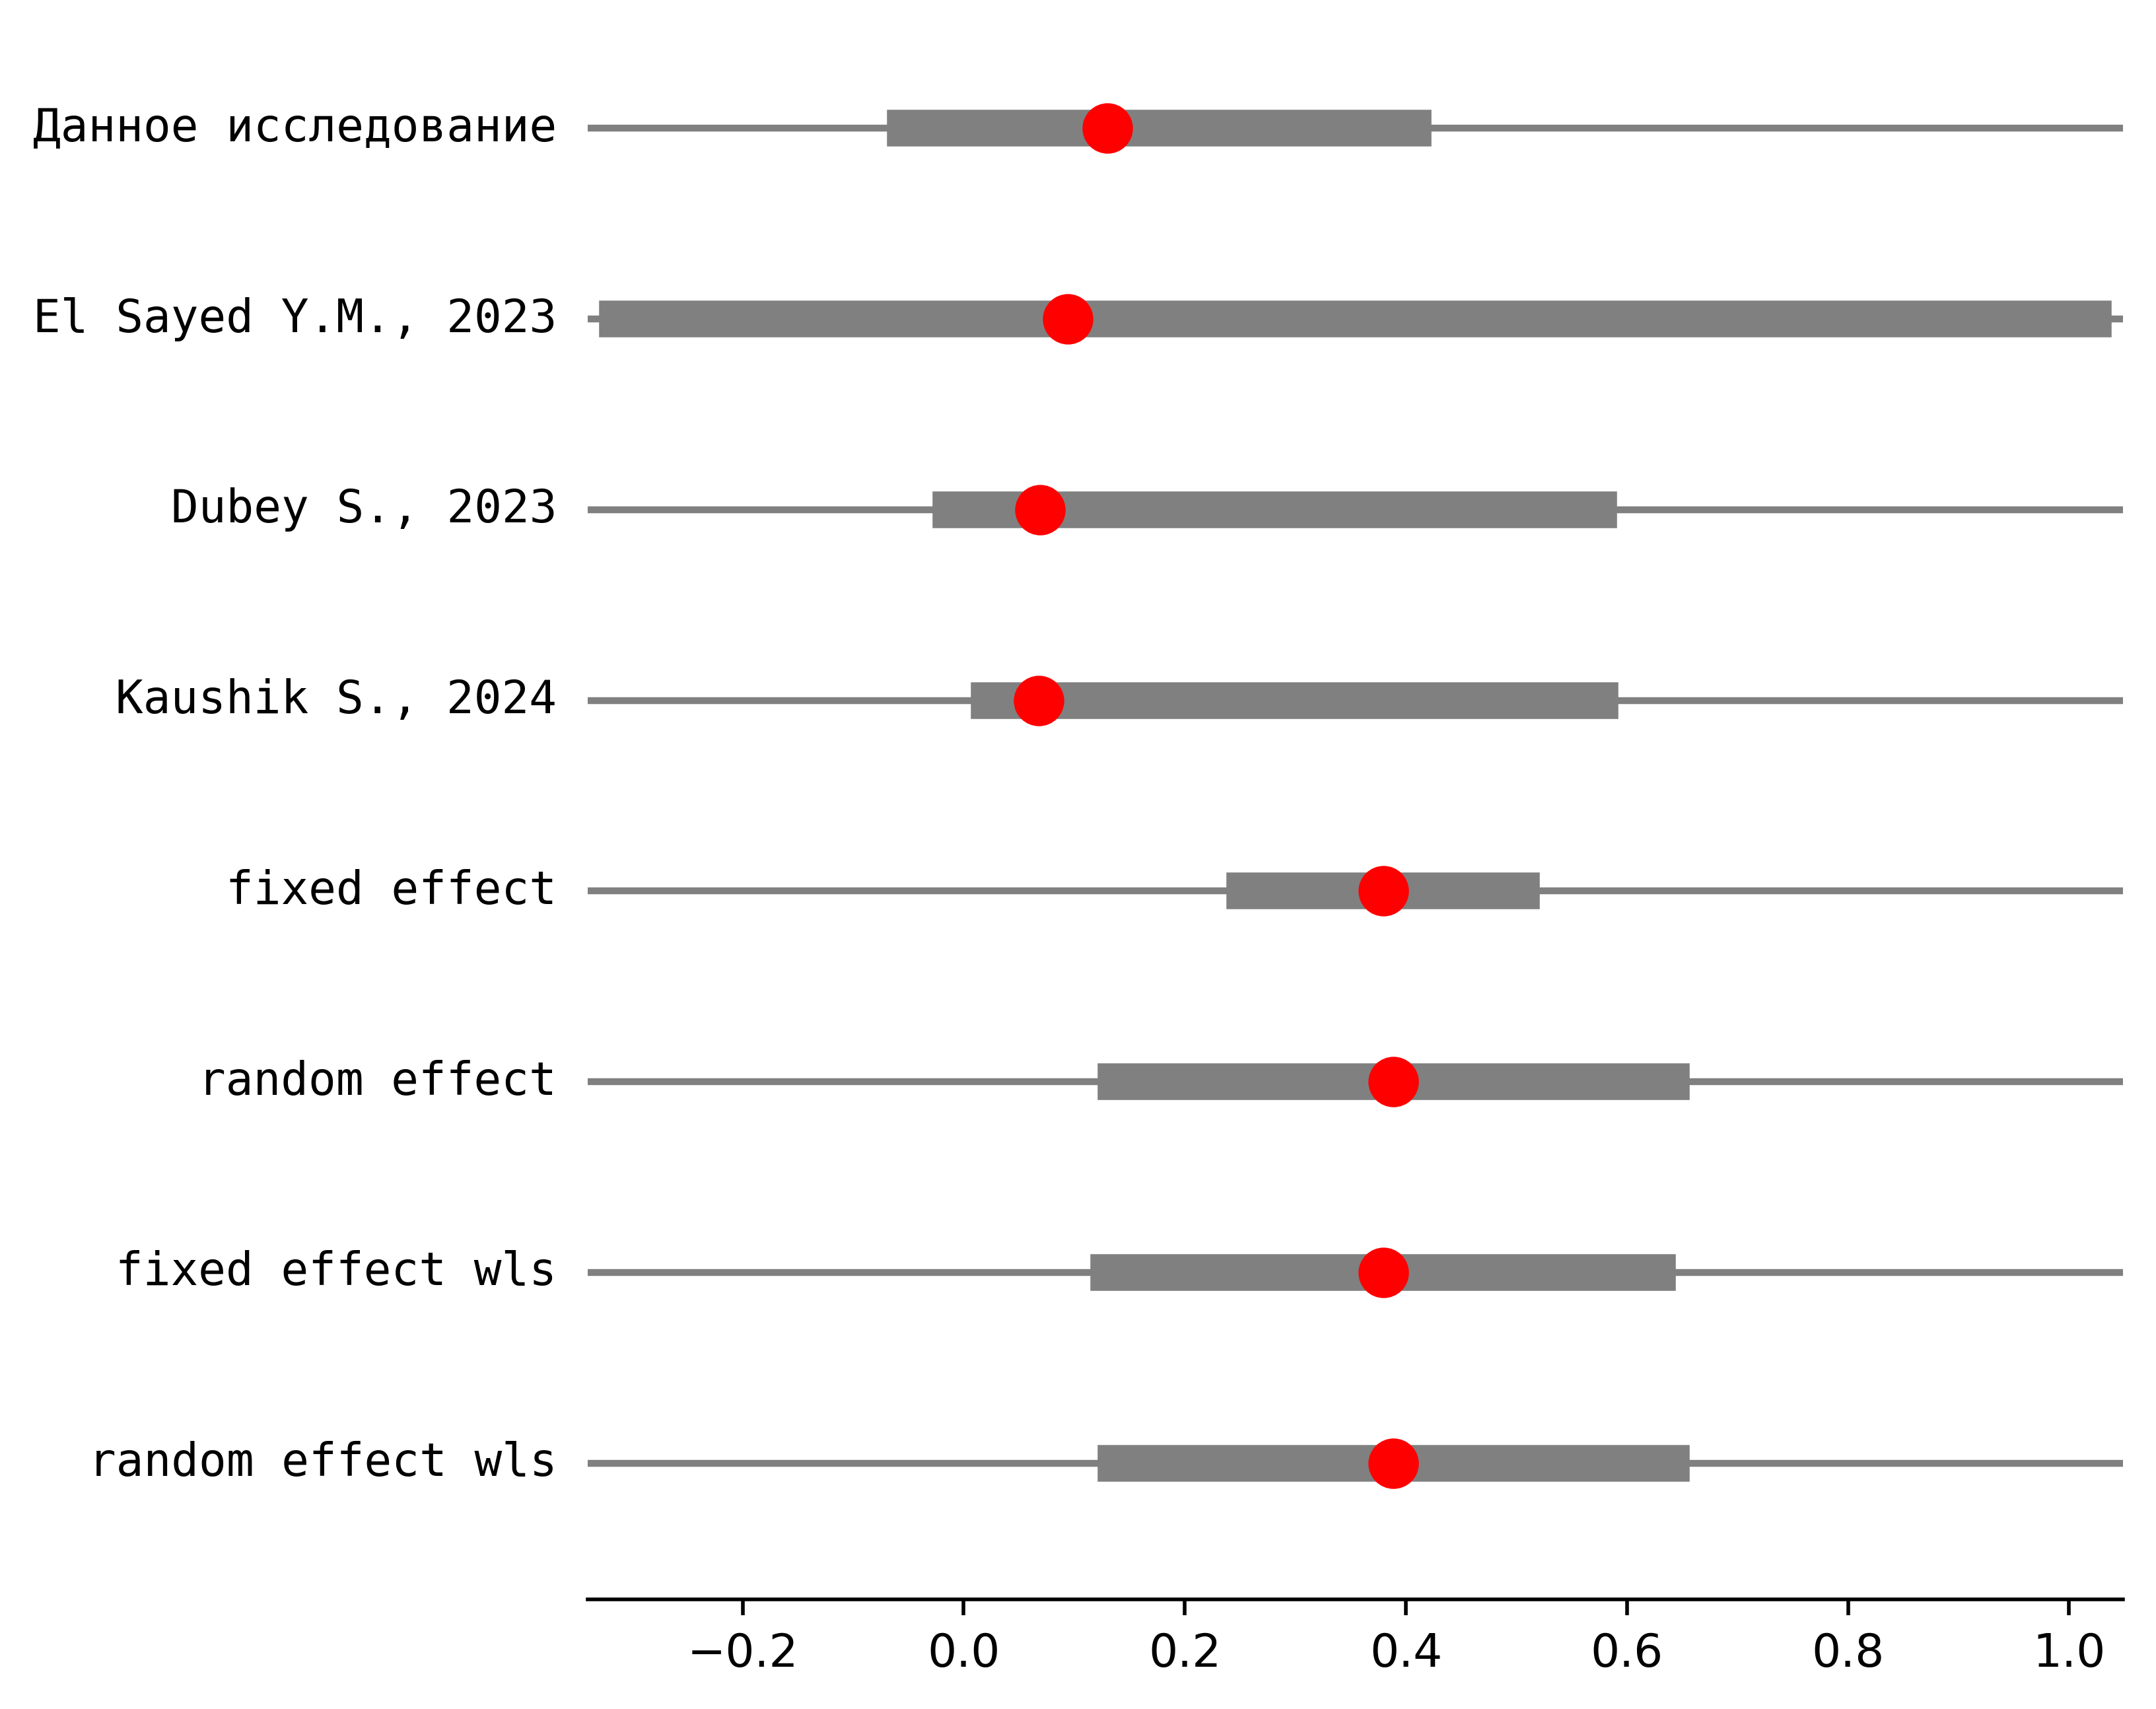 Данное исследование
El Sayed Y.M., 2023
Dubey S., 2023
Kaushik S., 2024
fixed effect
random effect
fixed effect wls
random effect wls
−0.2 0.0 0.2 0.4 0.6 0.8 1.0